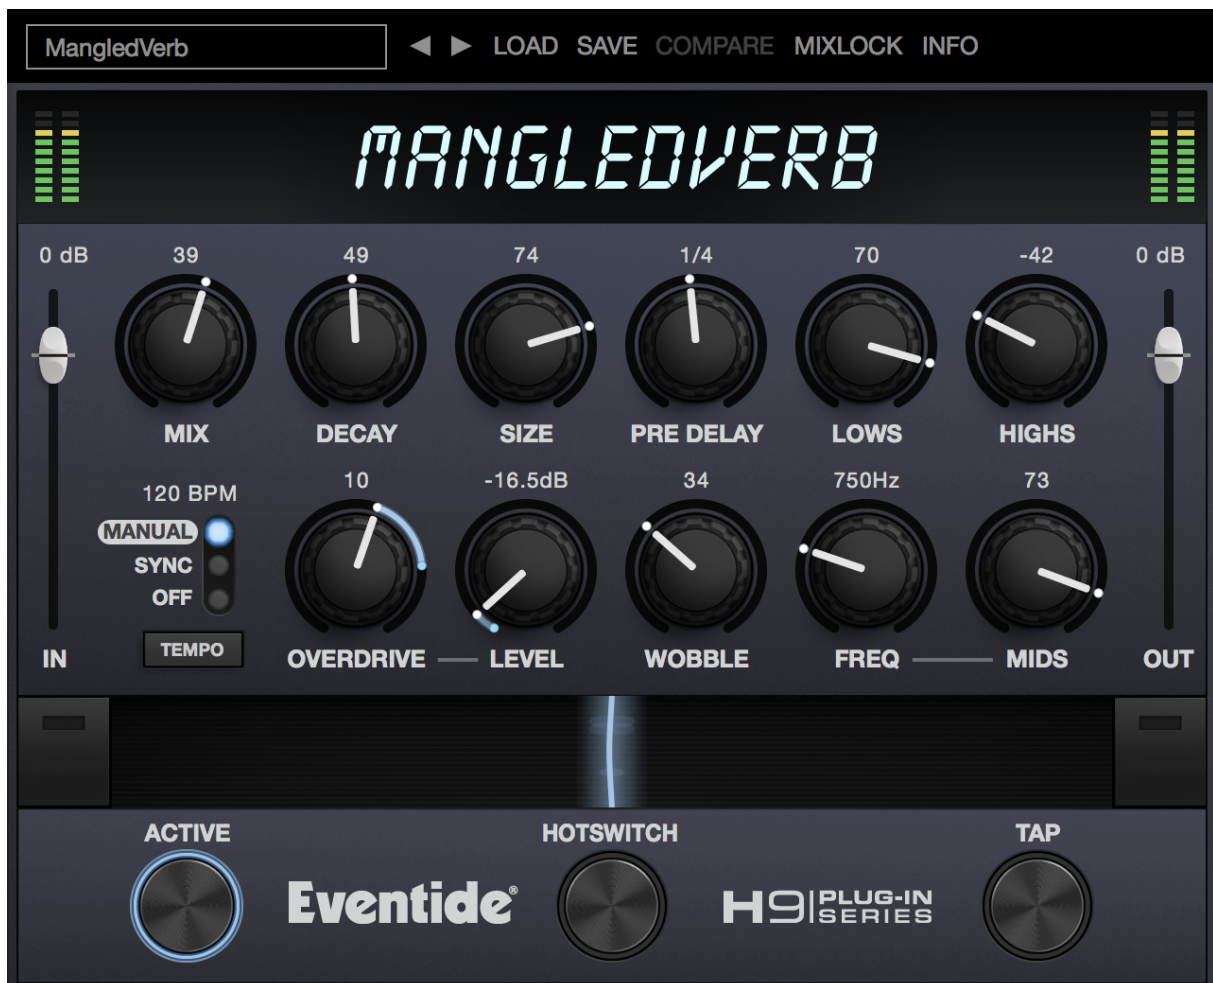 MangledVerb ◀ ▶ LOAD SAVE COMPARE MIXLOCK INFO
MANGLEDVERB
0 dB 39 49 74 1/4 70 -42 0 dB
MIX DECAY SIZE PRE DELAY LOWS HIGHS
120 BPM 10 -16.5dB 34 750Hz 73
MANUAL
SYNC
OFF
TEMPO
IN OVERDRIVE LEVEL WOBBLE FREQ MIDS OUT
ACTIVE HOTSWITCH TAP
Eventide® H9 PLUG-IN
SERIES